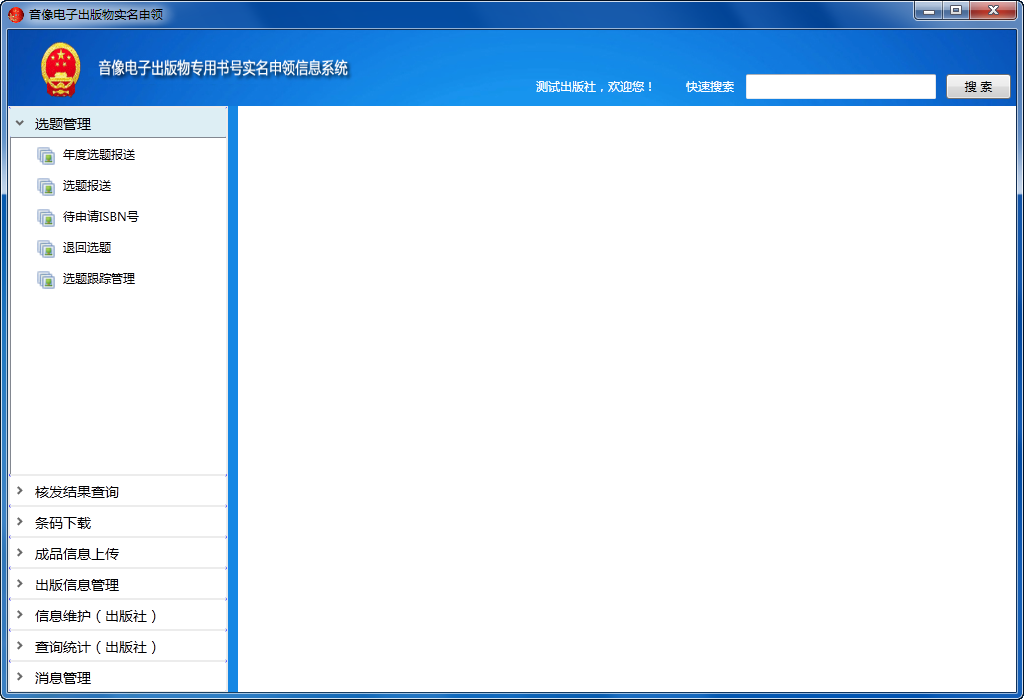 音像电子出版物实名申领
音像电子出版物专用书号实名申领信息系统
测试出版社，欢迎您！ 快速搜索 搜 索
选题管理
年度选题报送
选题报送
待申请ISBN号
退回选题
选题跟踪管理
核发结果查询
条码下载
成品信息上传
出版信息管理
信息维护（出版社）
查询统计（出版社）
消息管理